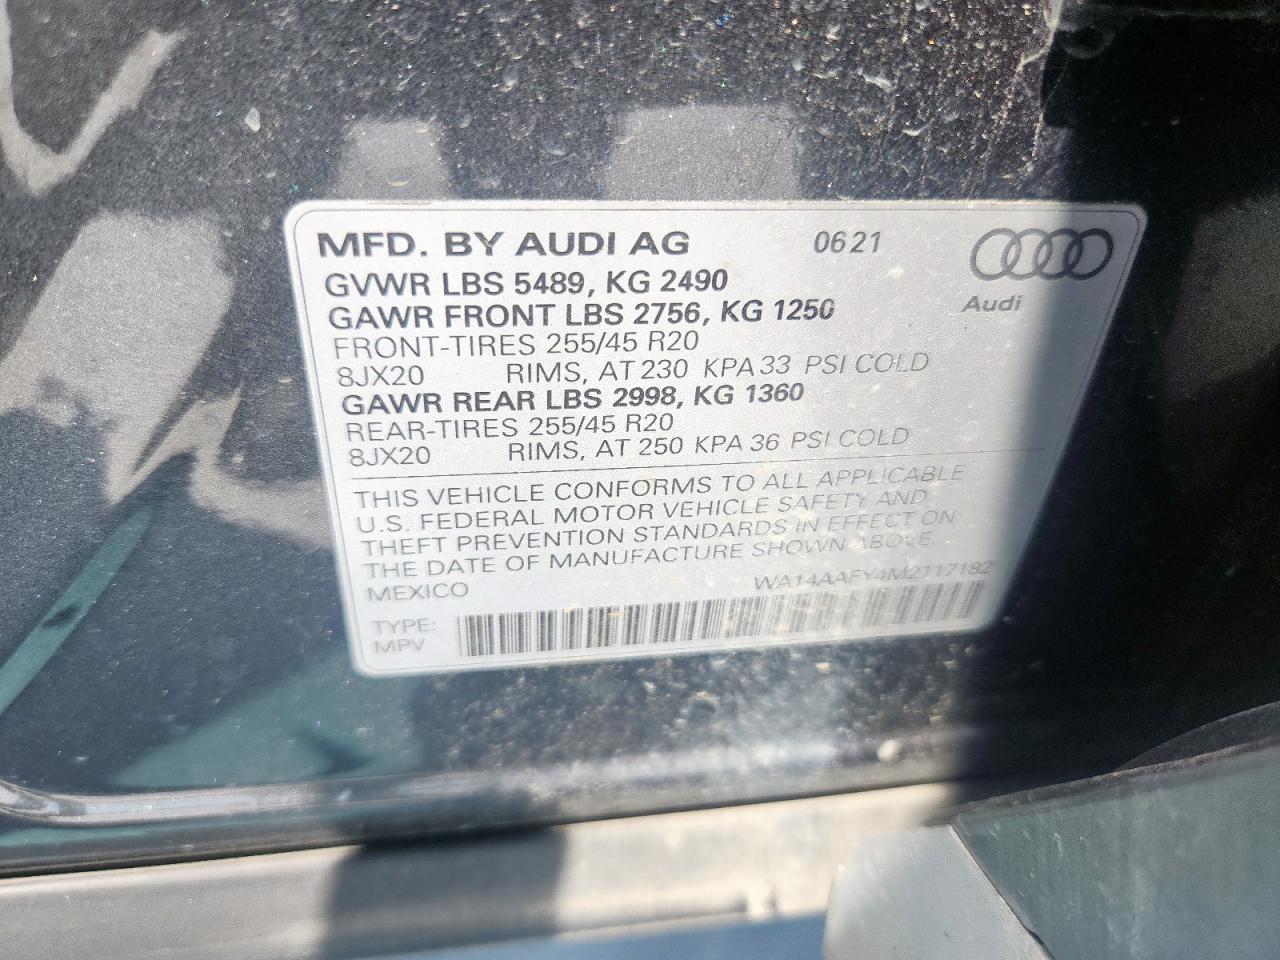 MFD. BY AUDI AG 0621
GVWR LBS 5489, KG 2490
GAWR FRONT LBS 2756, KG 1250
Audi
FRONT-TIRES 255/45 R20
8JX20 RIMS, AT 230 KPA 33 PSI COLD
GAWR REAR LBS 2998, KG 1360
REAR-TIRES 255/45 R20
8JX20 RIMS, AT 250 KPA 36 PSI COLD
THIS VEHICLE CONFORMS TO ALL APPLICABLE
U.S. FEDERAL MOTOR VEHICLE SAFETY AND
THEFT PREVENTION STANDARDS IN EFFECT ON
THE DATE OF MANUFACTURE SHOWN ABOVE.
MEXICO WA14AAFY4M2117182
TYPE:
MPV